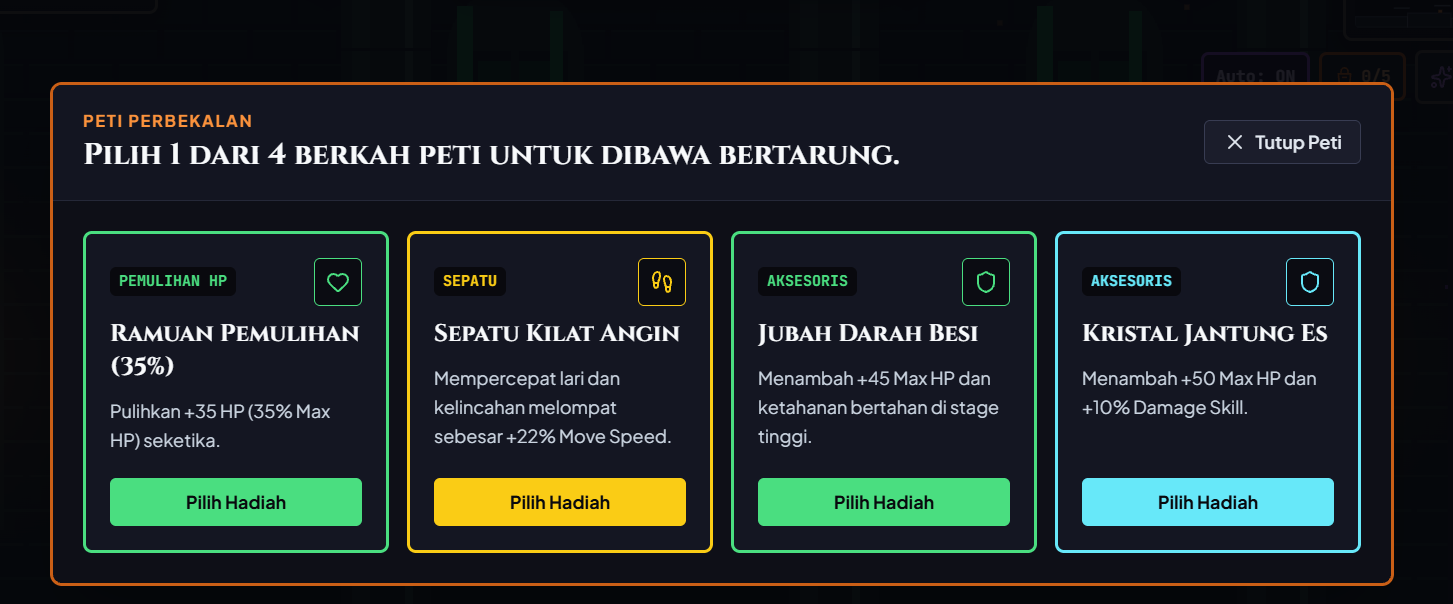 Auto: ON
0/5
PETI PERBEKALAN
Pilih 1 dari 4 berkah peti untuk dibawa bertarung.
Tutup Peti
PEMULIHAN HP
Ramuan Pemulihan
(35%)
Pulihkan +35 HP (35% Max
HP) seketika.
Pilih Hadiah
SEPATU
Sepatu Kilat Angin
Mempercepat lari dan
kelincahan melompat
sebesar +22% Move Speed.
Pilih Hadiah
AKSESORIS
Jubah Darah Besi
Menambah +45 Max HP dan
ketahanan bertahan di stage
tinggi.
Pilih Hadiah
AKSESORIS
Kristal Jantung Es
Menambah +50 Max HP dan
+10% Damage Skill.
Pilih Hadiah